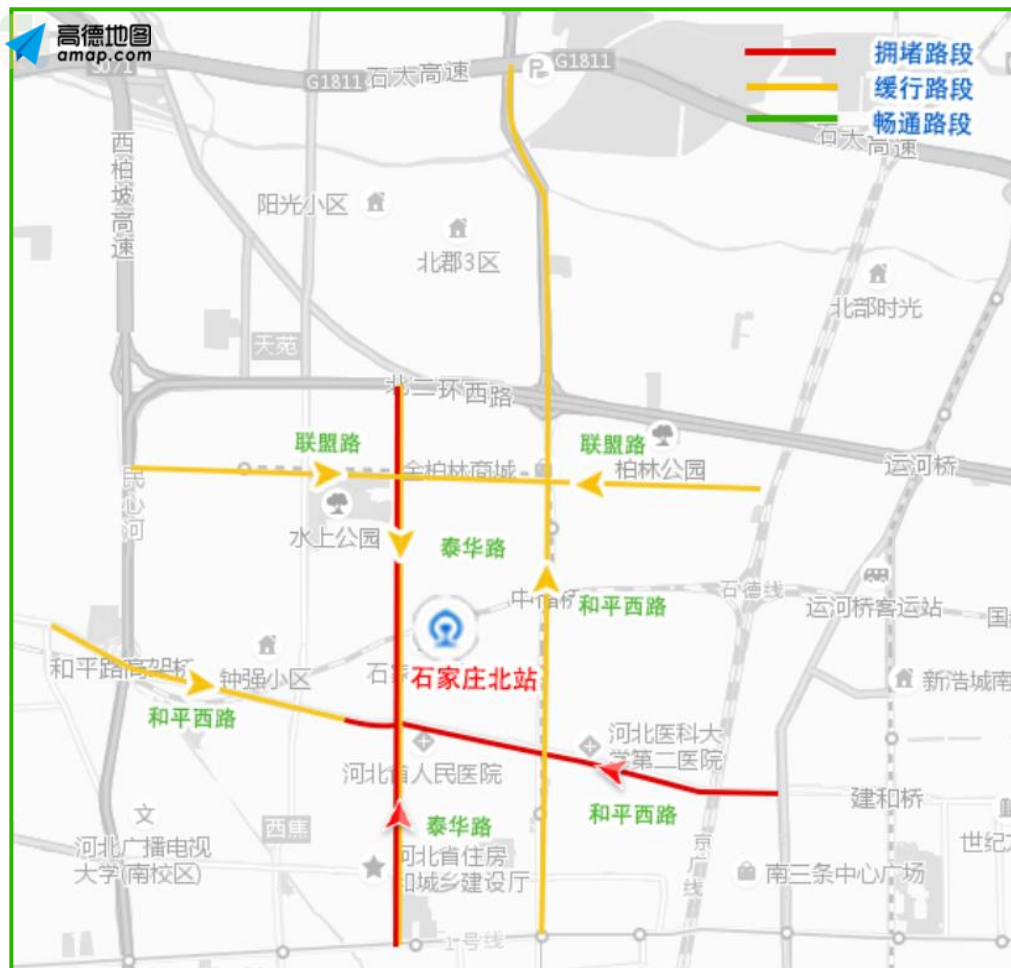 高德地图
amap.com
S071
G1811
石太高速
G1811
拥堵路段
缓行路段
畅通路段
石太高速
西柏坡高速
阳光小区
北郡3区
北部时光
天苑
北二环西路
联盟路
联盟路
金柏林商城
柏林公园
运河桥
民心河
水上公园
泰华路
石德线
和平西路
运河桥客运站
和平路高架桥
钟强小区
石家庄北站
新浩城南
和平西路
河北医科大
学第二医院
河北省人民医院
建和桥
和平西路
泰华路
文
西焦
河北广播电视
大学(南校区)
河北省住房
和城乡建设厅
京广线
南三条中心广场
世纪
1号线